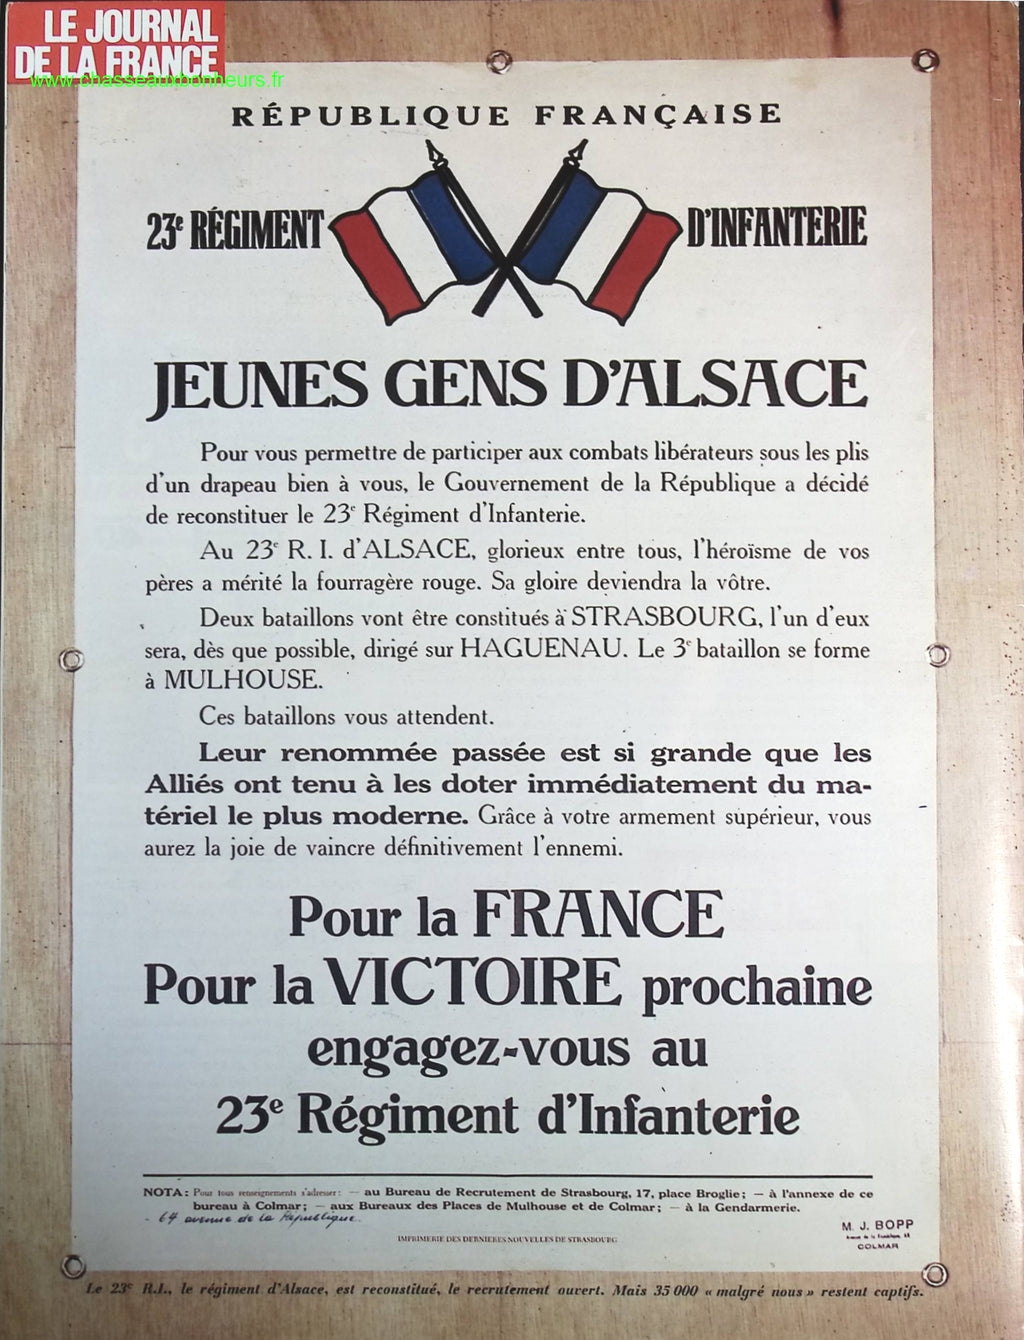 LE JOURNAL
DE LA FRANCE
www.chasseauxbonheurs.fr
RÉPUBLIQUE FRANÇAISE
23e RÉGIMENT D'INFANTERIE
JEUNES GENS D'ALSACE
Pour vous permettre de participer aux combats libérateurs sous les plis
d'un drapeau bien à vous, le Gouvernement de la République a décidé
de reconstituer le 23e Régiment d'Infanterie.
Au 23e R. I. d'ALSACE, glorieux entre tous, l'héroïsme de vos
pères a mérité la fourragère rouge. Sa gloire deviendra la vôtre.
Deux bataillons vont être constitués à STRASBOURG, l'un d'eux
sera, dès que possible, dirigé sur HAGUENAU. Le 3e bataillon se forme
à MULHOUSE.
Ces bataillons vous attendent.
Leur renommée passée est si grande que les
Alliés ont tenu à les doter immédiatement du ma-
tériel le plus moderne. Grâce à votre armement supérieur, vous
aurez la joie de vaincre définitivement l'ennemi.
Pour la FRANCE
Pour la VICTOIRE prochaine
engagez-vous au
23e Régiment d'Infanterie
NOTA: Pour tous renseignements s'adresser: — au Bureau de Recrutement de Strasbourg, 17, place Broglie; — à l'annexe de ce
bureau à Colmar; — aux Bureaux des Places de Mulhouse et de Colmar; — à la Gendarmerie.
- 64 avenue de la République.
M. J. BOPP
Avenue de la République,
COLMAR
IMPRIMERIE DES DERNIERES NOUVELLES DE STRASBOURG
Le 23e R.I., le régiment d'Alsace, est reconstitué, le recrutement ouvert. Mais 35 000 « malgré nous » restent captifs.